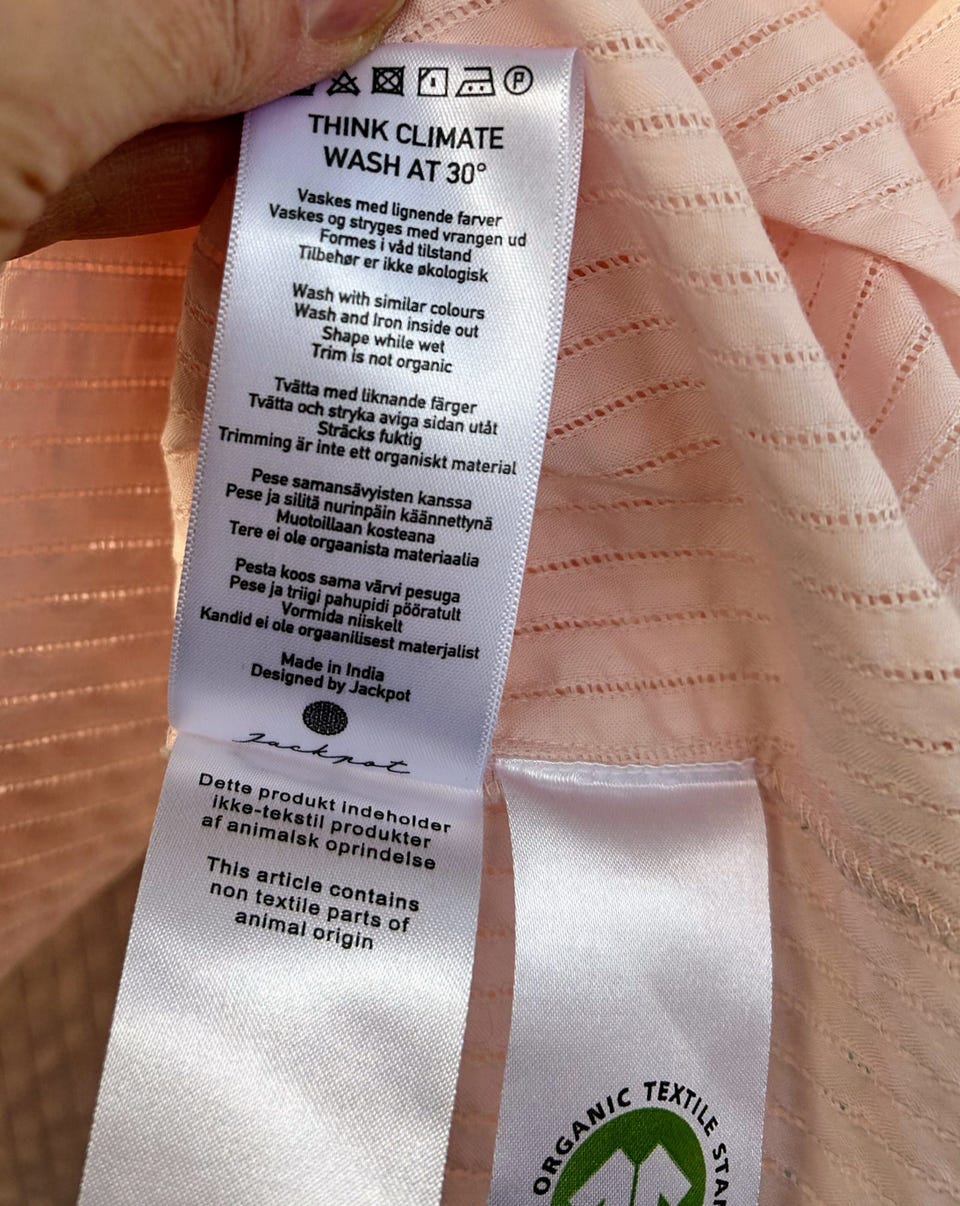 P
THINK CLIMATE
WASH AT 30°
Vaskes med lignende farver
Vaskes og stryges med vrangen ud
Formes i våd tilstand
Tilbehør er ikke økologisk
Wash with similar colours
Wash and Iron inside out
Shape while wet
Trim is not organic
Tvätta med liknande färger
Tvätta och stryka aviga sidan utåt
Sträcks fuktig
Trimming är inte ett organiskt material
Pese samansävyisten kanssa
Pese ja silitä nurinpäin käännettynä
Muotoillaan kosteana
Tere ei ole orgaanista materiaalia
Pesta koos sama värvi pesuga
Pese ja triigi pahupidi pööratult
Vormida niiskelt
Kandid ei ole orgaanilisest materjalist
Made in India
Designed by Jackpot
Jackpot
Dette produkt indeholder
ikke-tekstil produkter
af animalsk oprindelse
This article contains
non textile parts of
animal origin
ORGANIC TEXTILE STA